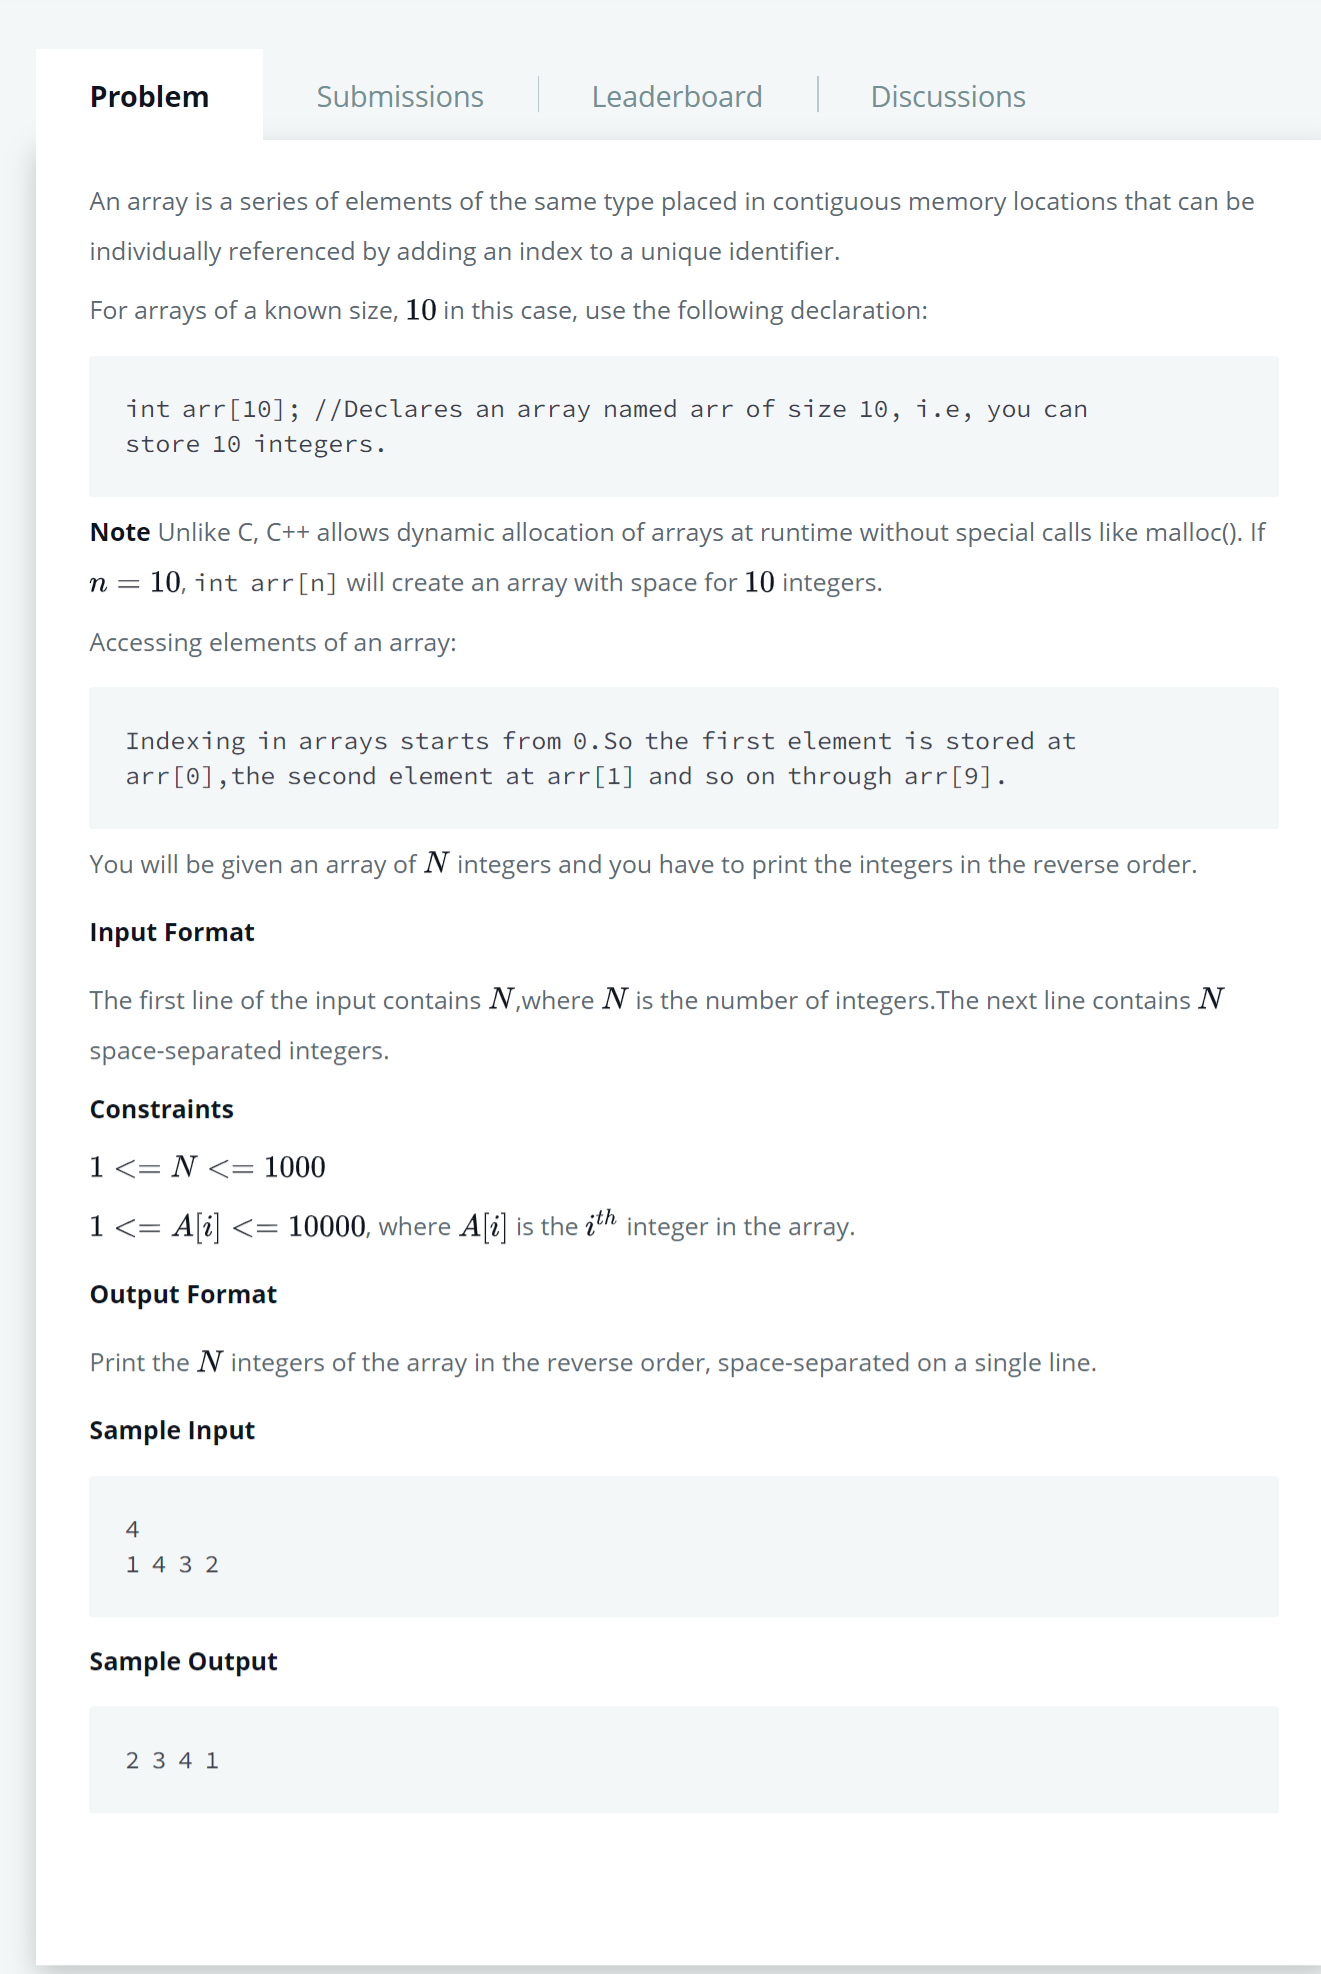 Problem Submissions Leaderboard Discussions
An array is a series of elements of the same type placed in contiguous memory locations that can be
individually referenced by adding an index to a unique identifier.
For arrays of a known size, 10 in this case, use the following declaration:
int arr[10]; //Declares an array named arr of size 10, i.e, you can
store 10 integers.
Note Unlike C, C++ allows dynamic allocation of arrays at runtime without special calls like malloc(). If
n = 10, int arr[n] will create an array with space for 10 integers.
Accessing elements of an array:
Indexing in arrays starts from 0.So the first element is stored at
arr[0],the second element at arr[1] and so on through arr[9].
You will be given an array of N integers and you have to print the integers in the reverse order.
Input Format
The first line of the input contains N,where N is the number of integers.The next line contains N
space-separated integers.
Constraints
1 <= N <= 1000
1 <= A[i] <= 10000, where A[i] is the i^th integer in the array.
Output Format
Print the N integers of the array in the reverse order, space-separated on a single line.
Sample Input
4
1 4 3 2
Sample Output
2 3 4 1